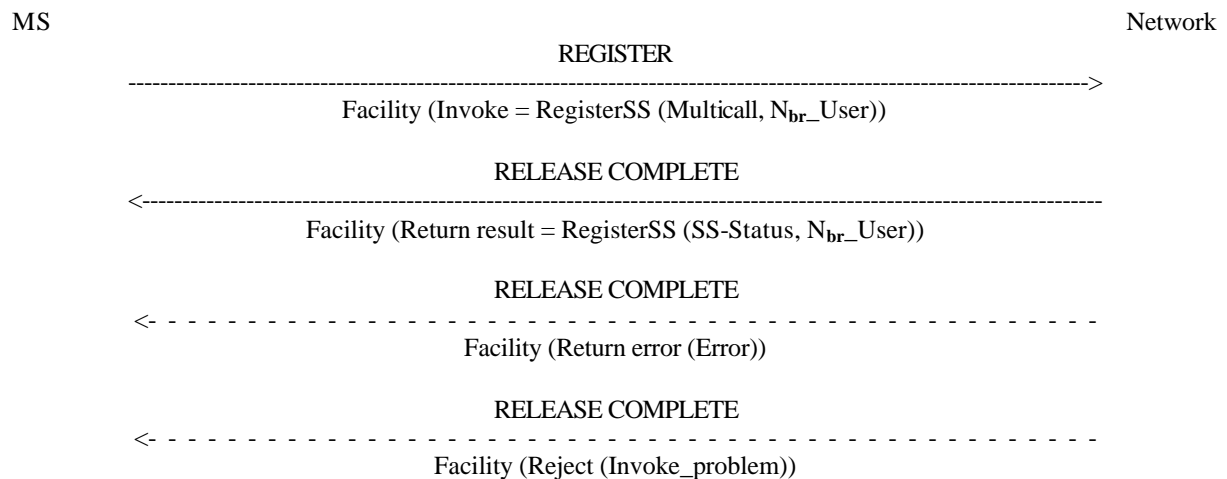 MS Network
REGISTER
Facility (Invoke = RegisterSS (Multicall, Nbr_User))
RELEASE COMPLETE
Facility (Return result = RegisterSS (SS-Status, Nbr_User))
RELEASE COMPLETE
Facility (Return error (Error))
RELEASE COMPLETE
Facility (Reject (Invoke_problem))